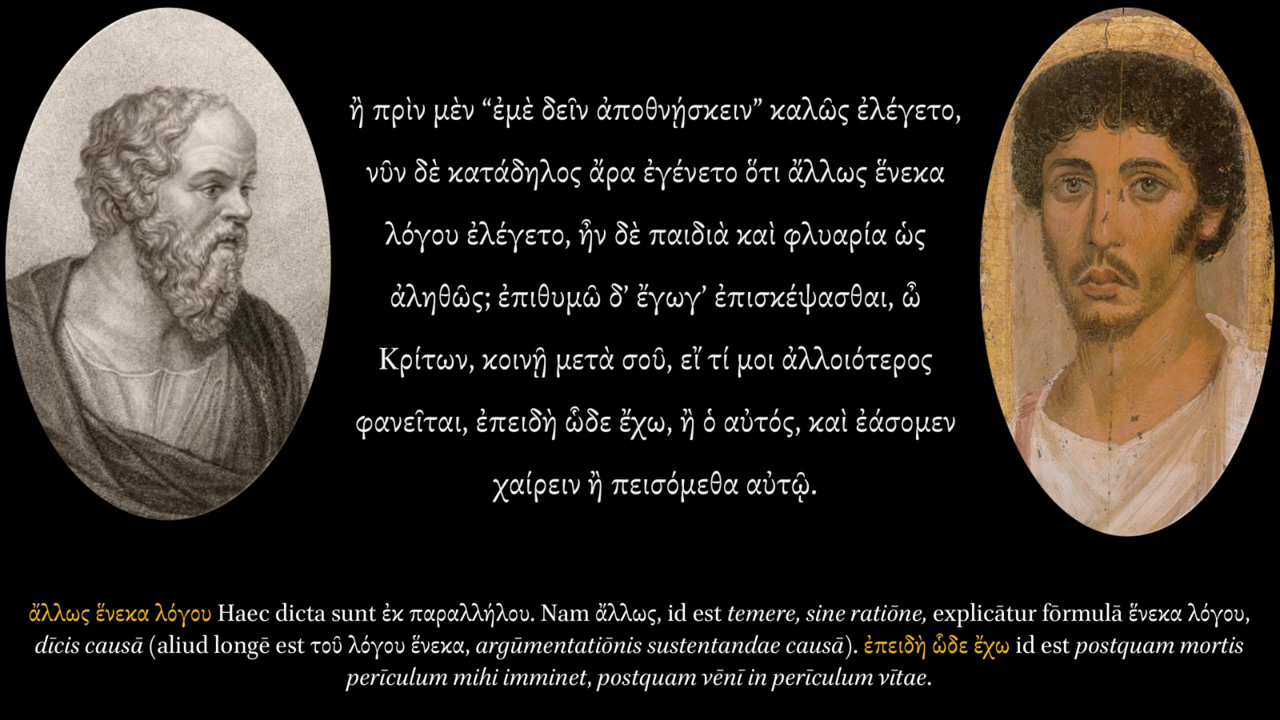 ἢ πρὶν μὲν “ἐμὲ δεῖν ἀποθνῄσκειν” καλῶς ἐλέγετο,
νῦν δὲ κατάδηλος ἄρα ἐγένετο ὅτι ἄλλως ἕνεκα
λόγου ἐλέγετο, ἦν δὲ παιδιὰ καὶ φλυαρία ὡς
ἀληθῶς; ἐπιθυμῶ δ’ ἔγωγ’ ἐπισκέψασθαι, ὦ
Κρίτων, κοινῇ μετὰ σοῦ, εἴ τί μοι ἀλλοιότερος
φανεῖται, ἐπειδὴ ὧδε ἔχω, ἢ ὁ αὐτός, καὶ ἐάσομεν
χαίρειν ἢ πεισόμεθα αὐτῷ.
ἄλλως ἕνεκα λόγου Haec dicta sunt ἐκ παραλλήλου. Nam ἄλλως, id est temere, sine ratiōne, explicātur fōrmulā ἕνεκα λόγου,
dīcis causā (aliud longē est τοῦ λόγου ἕνεκα, argūmentatiōnis sustentandae causā). ἐπειδὴ ὧδε ἔχω id est postquam mortis
perīculum mihi imminet, postquam vēnī in perīculum vītae.